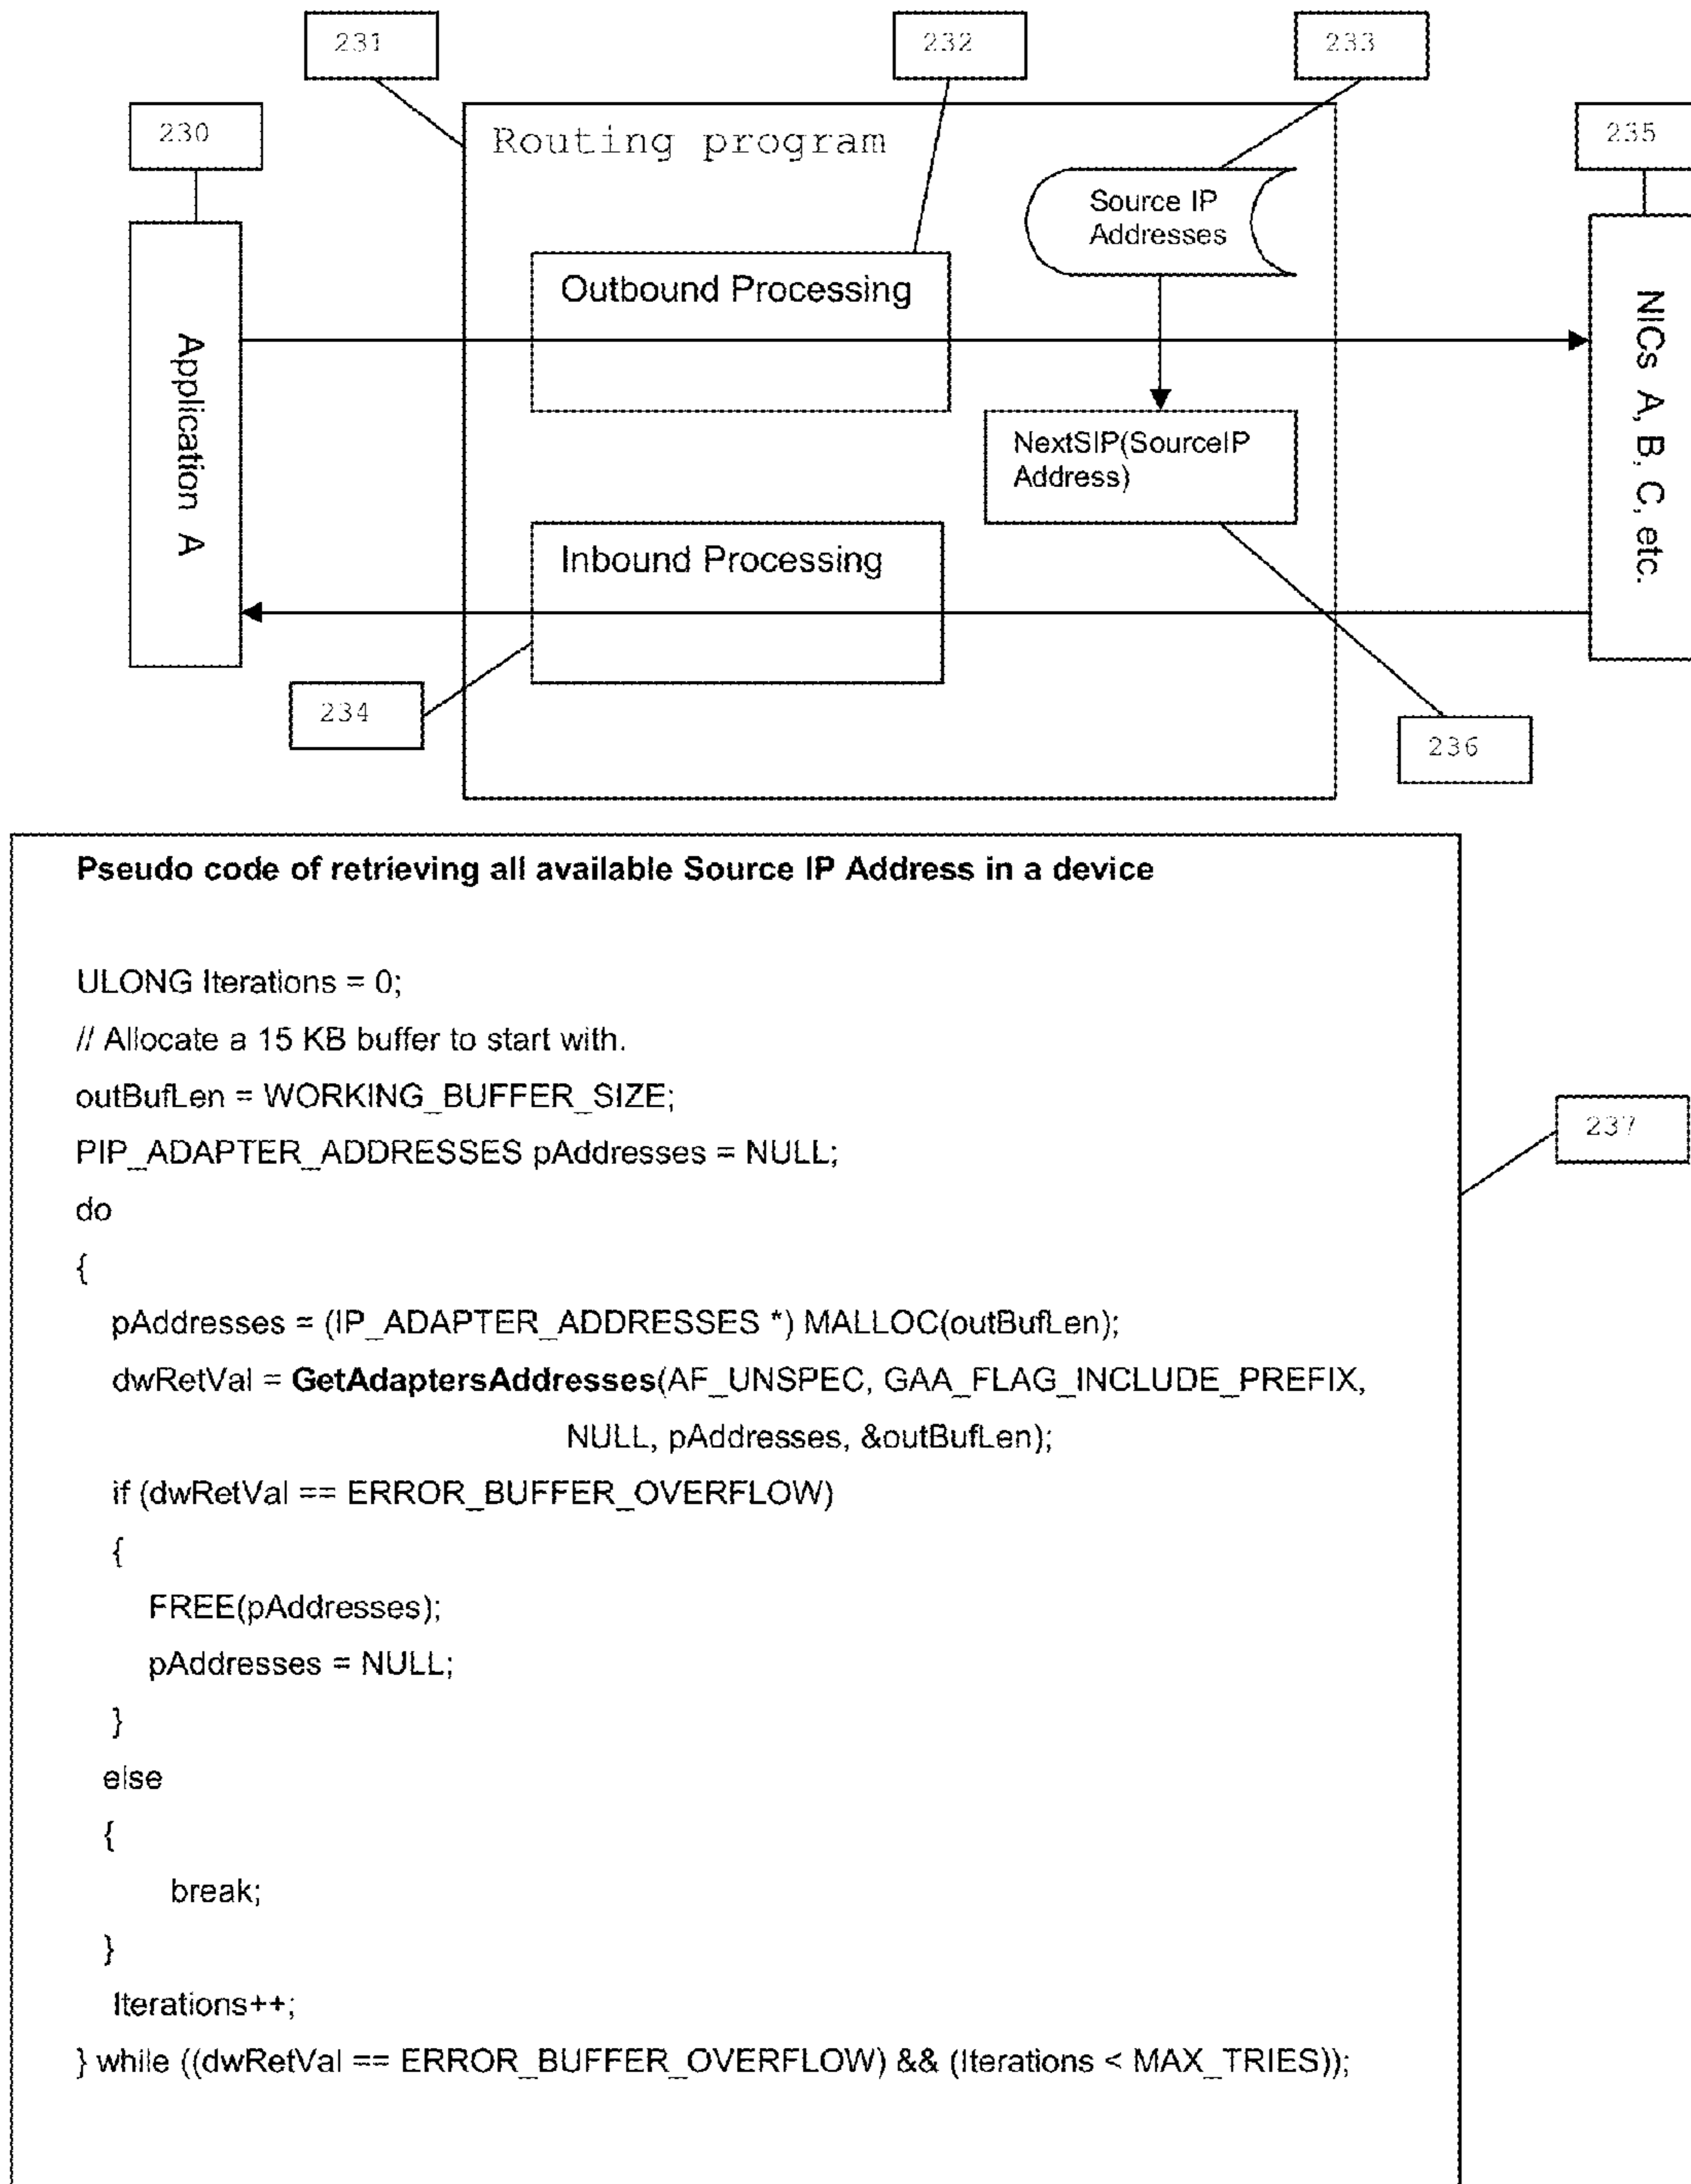 231
232
233
230
235
Routing program
Source IP
Addresses
Outbound Processing
Application A
NICs A, B, C, etc.
NextSIP(SourceIP
Address)
Inbound Processing
234
236
Pseudo code of retrieving all available Source IP Address in a device
ULONG Iterations = 0;
// Allocate a 15 KB buffer to start with.
outBufLen = WORKING_BUFFER_SIZE;
237
PIP_ADAPTER_ADDRESSES pAddresses = NULL;
do
{
pAddresses = (IP_ADAPTER_ADDRESSES *) MALLOC(outBufLen);
dwRetVal = GetAdaptersAddresses(AF_UNSPEC, GAA_FLAG_INCLUDE_PREFIX,
NULL, pAddresses, &outBufLen);
if (dwRetVal == ERROR_BUFFER_OVERFLOW)
{
FREE(pAddresses);
pAddresses = NULL;
}
else
{
break;
}
Iterations++;
} while ((dwRetVal == ERROR_BUFFER_OVERFLOW) && (Iterations < MAX_TRIES));